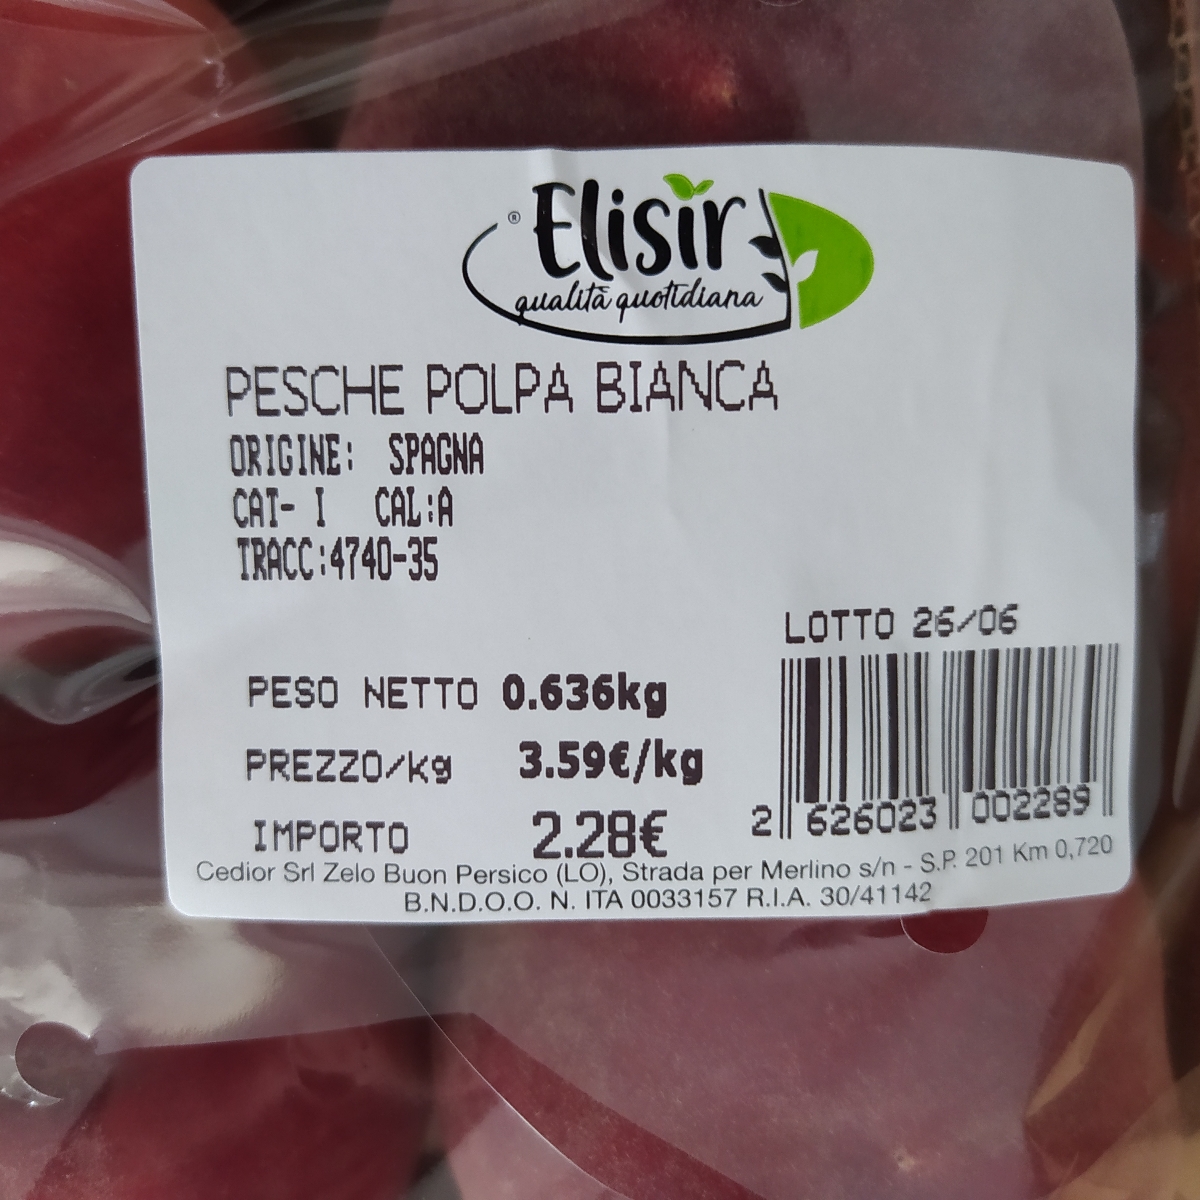 ® Elisir
qualità quotidiana
PESCHE POLPA BIANCA
ORIGINE: SPAGNA
CAT- I CAL:A
TRACC:4740-35
LOTTO 26/06
PESO NETTO 0.636kg
PREZZO/kg 3.59€/kg
IMPORTO 2.28€
2 626023 002289
Cedior Srl Zelo Buon Persico (LO), Strada per Merlino s/n - S.P. 201 Km 0,720
B.N.D.O.O. N. ITA 0033157 R.I.A. 30/41142